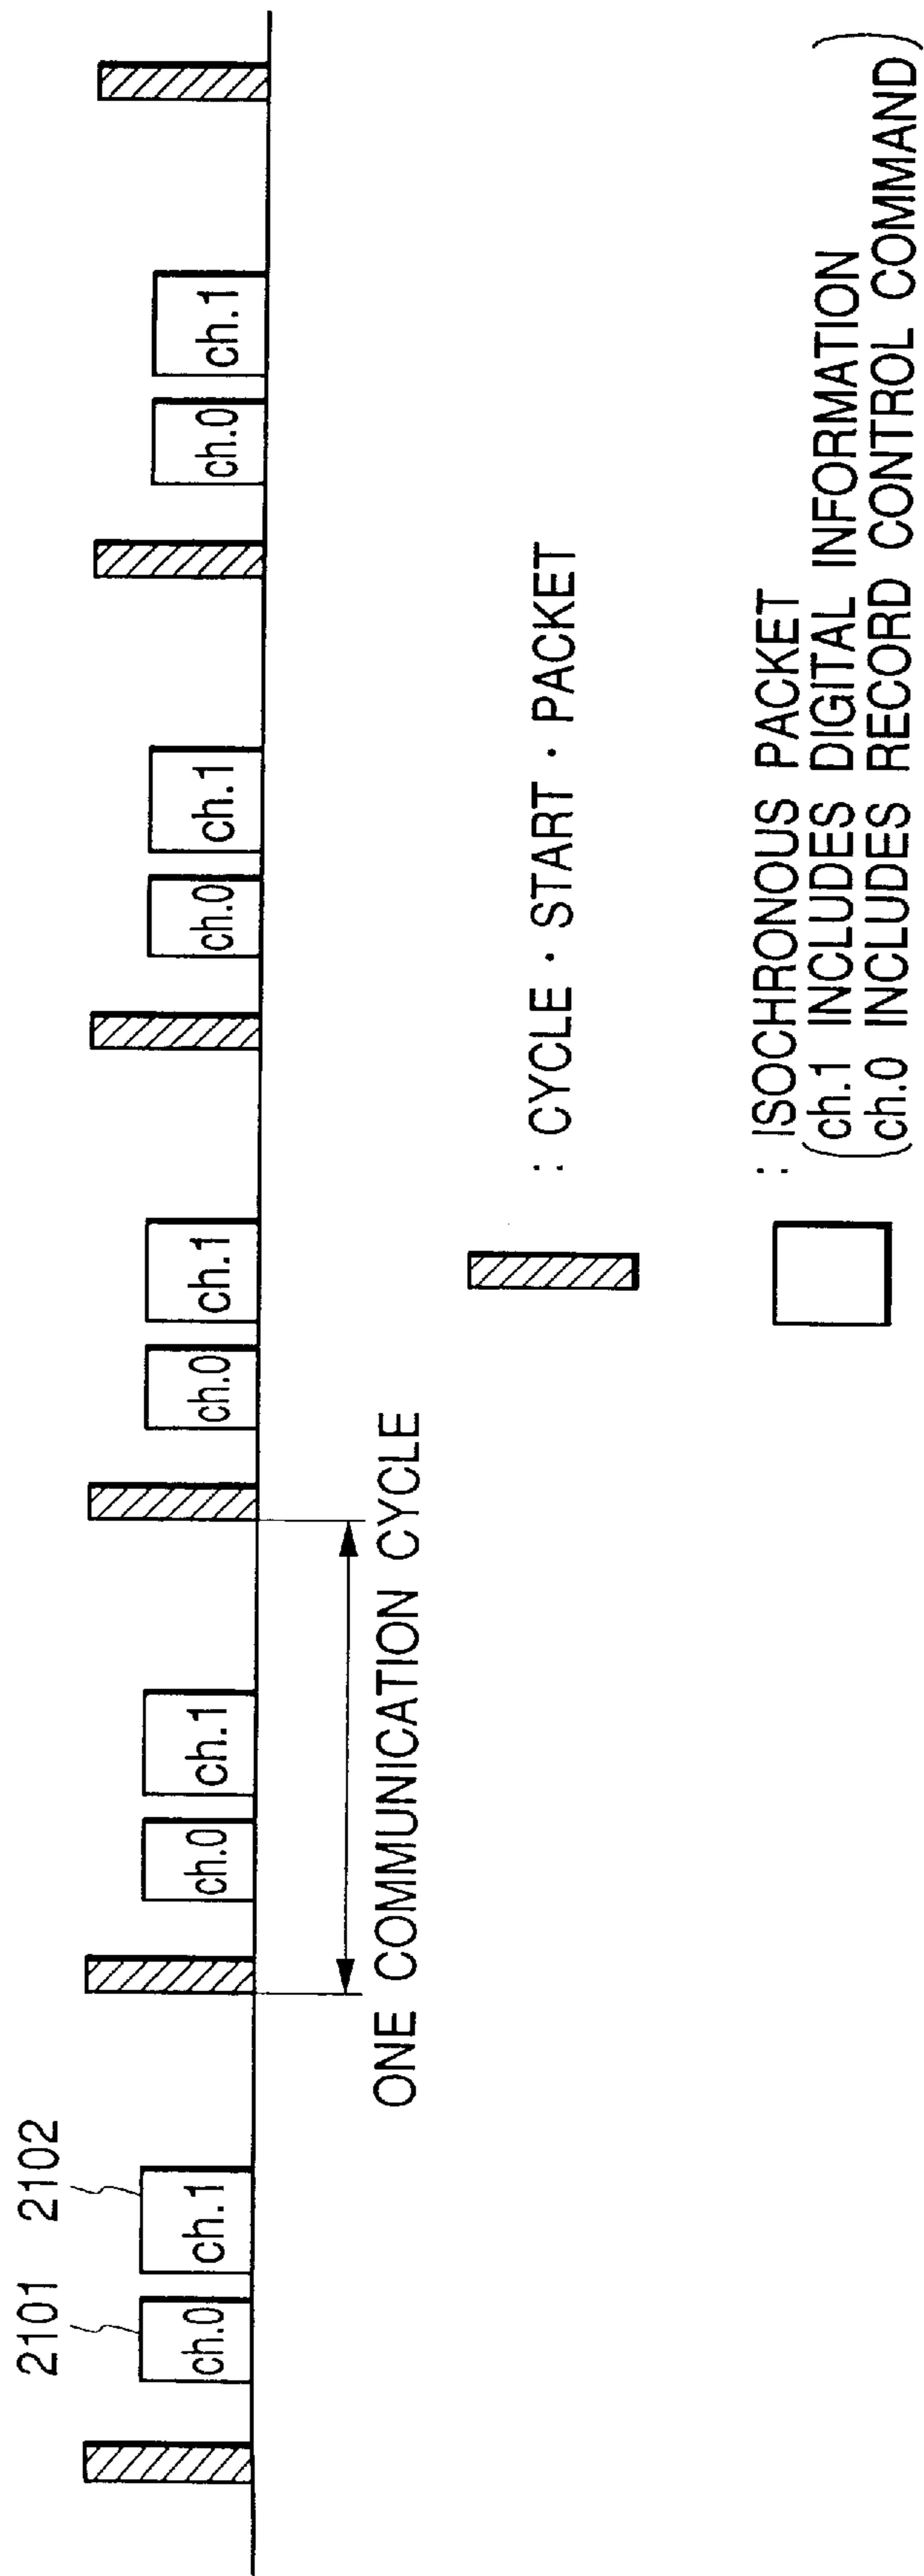 2101 2102
ch.0 ch.1 ch.0 ch.1 ch.0 ch.1 ch.0 ch.1 ch.0 ch.1
ONE COMMUNICATION CYCLE
: CYCLE · START · PACKET
: ISOCHRONOUS PACKET
(ch.1 INCLUDES DIGITAL INFORMATION
ch.0 INCLUDES RECORD CONTROL COMMAND)